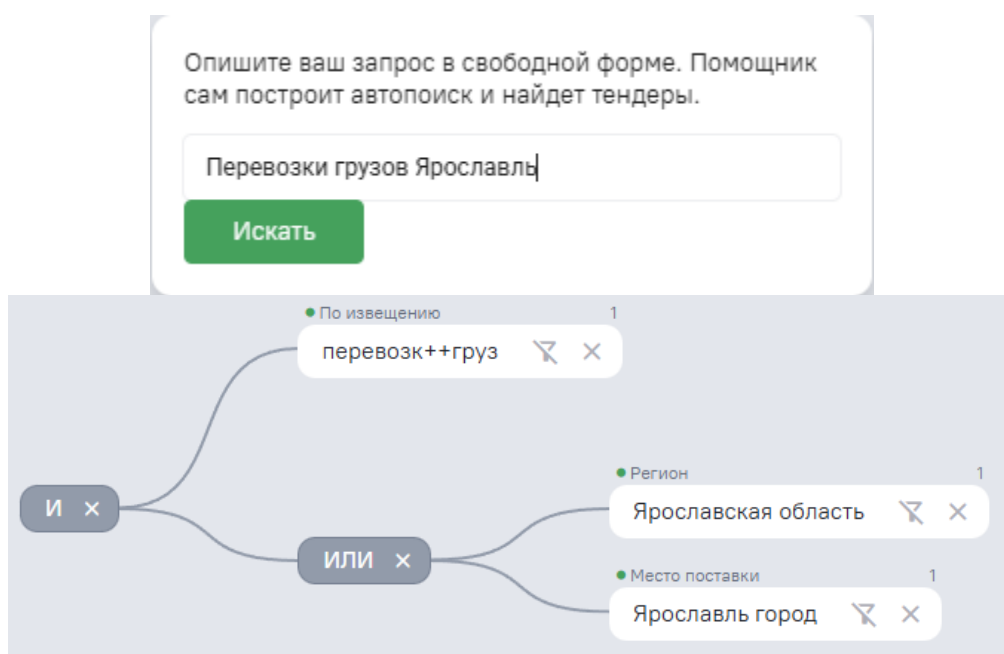 Опишите ваш запрос в свободной форме. Помощник
сам построит автопоиск и найдет тендеры.
Перевозки грузов Ярославль
Искать
По извещению 1
перевозк++груз
Регион 1
И
Ярославская область
ИЛИ
Место поставки 1
Ярославль город